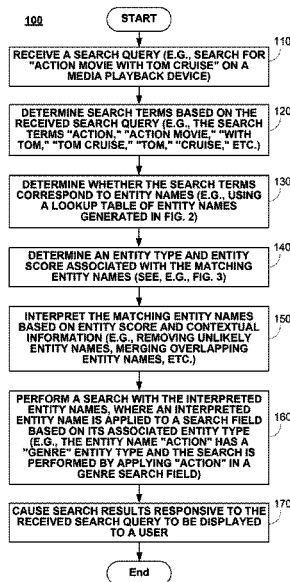 100
START
110
RECEIVE A SEARCH QUERY (E.G., SEARCH FOR
"ACTION MOVIE WITH TOM CRUISE" ON A
MEDIA PLAYBACK DEVICE)
120
DETERMINE SEARCH TERMS BASED ON THE
RECEIVED SEARCH QUERY (E.G., THE SEARCH
TERMS "ACTION," "ACTION MOVIE," "WITH
TOM," "TOM CRUISE," "TOM," "CRUISE," ETC.)
130
DETERMINE WHETHER THE SEARCH TERMS
CORRESPOND TO ENTITY NAMES (E.G., USING
A LOOKUP TABLE OF ENTITY NAMES
GENERATED IN FIG. 2)
140
DETERMINE AN ENTITY TYPE AND ENTITY
SCORE ASSOCIATED WITH THE MATCHING
ENTITY NAMES (SEE, E.G., FIG. 3)
150
INTERPRET THE MATCHING ENTITY NAMES
BASED ON ENTITY SCORE AND CONTEXTUAL
INFORMATION (E.G., REMOVING UNLIKELY
ENTITY NAMES, MERGING OVERLAPPING
ENTITY NAMES, ETC.)
160
PERFORM A SEARCH WITH THE INTERPRETED
ENTITY NAMES, WHERE AN INTERPRETED
ENTITY NAME IS APPLIED TO A SEARCH FIELD
BASED ON ITS ASSOCIATED ENTITY TYPE
(E.G., THE ENTITY NAME "ACTION" HAS A
"GENRE" ENTITY TYPE AND THE SEARCH IS
PERFORMED BY APPLYING "ACTION" IN A
GENRE SEARCH FIELD)
170
CAUSE SEARCH RESULTS RESPONSIVE TO THE
RECEIVED SEARCH QUERY TO BE DISPLAYED
TO A USER
End